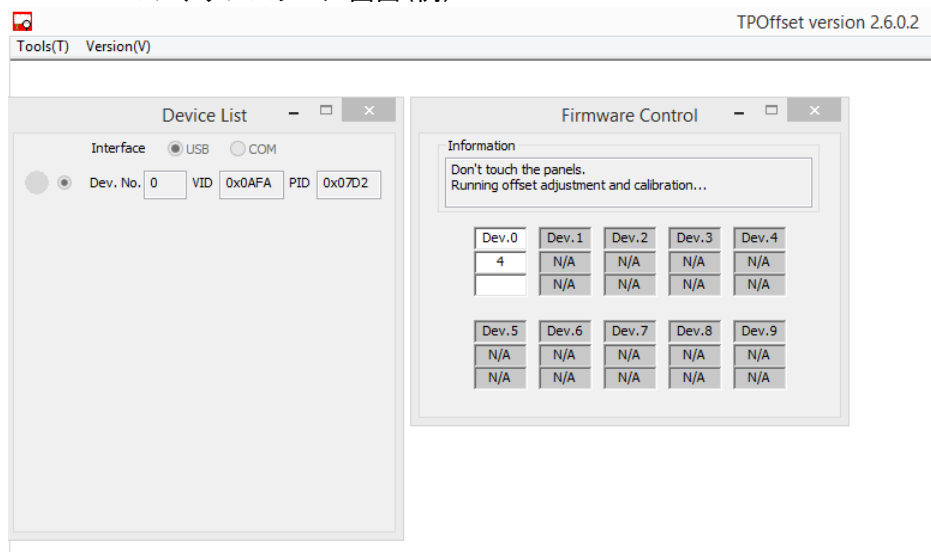 TPOffset version 2.6.0.2
Tools(T) Version(V)
Device List
Interface USB COM
Dev. No. 0 VID 0x0AFA PID 0x07D2
Firmware Control
Information
Don't touch the panels.
Running offset adjustment and calibration...
Dev.0 Dev.1 Dev.2 Dev.3 Dev.4
4 N/A N/A N/A N/A
N/A N/A N/A N/A
Dev.5 Dev.6 Dev.7 Dev.8 Dev.9
N/A N/A N/A N/A N/A
N/A N/A N/A N/A N/A